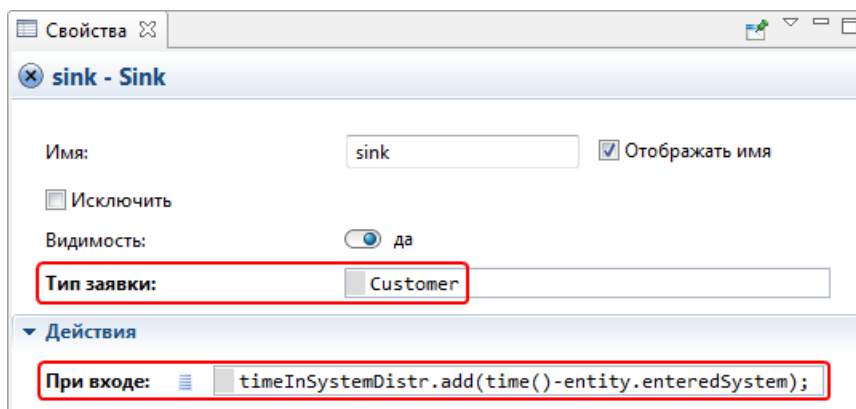 Свойства
sink - Sink
Имя: sink Отображать имя
Исключить
Видимость: да
Тип заявки: Customer
Действия
При входе: timeInSystemDistr.add(time()-entity.enteredSystem);